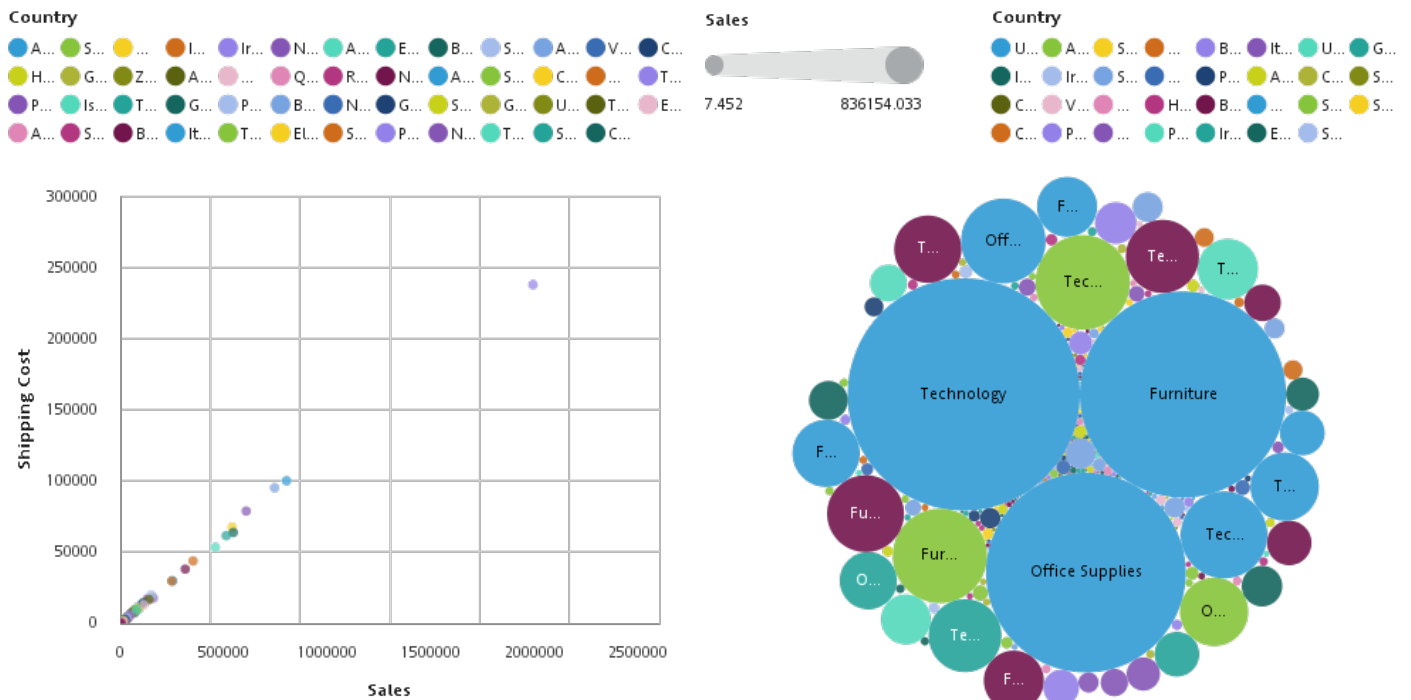 Country
A... S... ... I... Ir... N... A... E... B... S... A... V... C...
H... G... Z... A... ... Q... R... N... A... S... C... ... T...
P... Is... T... G... P... B... N... G... S... G... U... T... E...
A... S... B... It... T... El... S... P... N... T... S... C...
Sales
7.452 836154.033
Country
U... A... S... ... B... It... U... G...
I... Ir... S... ... P... A... C... S...
C... V... ... H... B... ... S... S...
C... P... ... P... Ir... E... S...
300000
250000
200000
150000
100000
50000
0
Shipping Cost
0 500000 1000000 1500000 2000000 2500000
Sales
F...
Off...
T...
Te...
T...
Tec...
Technology
Furniture
F...
T...
Fu...
Tec...
Fur...
Office Supplies
O...
O...
Te...
F...